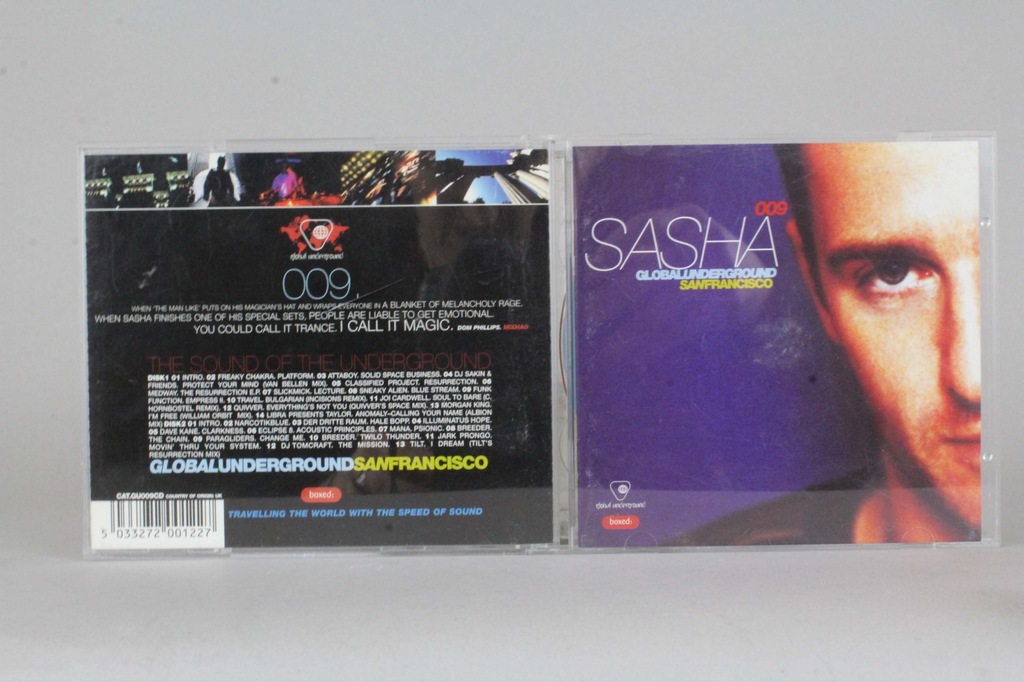 global underground
009.
WHEN 'THE MAN LIKE' PUTS ON HIS MAGICIAN'S HAT AND WRAPS EVERYONE IN A BLANKET OF MELANCHOLY RAGE.
WHEN SASHA FINISHES ONE OF HIS SPECIAL SETS, PEOPLE ARE LIABLE TO GET EMOTIONAL.
YOU COULD CALL IT TRANCE. I CALL IT MAGIC. DOM PHILLIPS. MIXMAG
THE SOUND OF THE UNDERGROUND
DISK1 01 INTRO. 02 FREAKY CHAKRA. PLATFORM. 03 ATTABOY. SOLID SPACE BUSINESS. 04 DJ SAKIN &
FRIENDS. PROTECT YOUR MIND (VAN BELLEN MIX). 05 CLASSIFIED PROJECT. RESURRECTION. 06
MEDWAY. THE RESURRECTION E.P. 07 SLICKMICK. LECTURE. 08 SNEAKY ALIEN. BLUE STREAM. 09 FUNK
FUNCTION. EMPRESS II. 10 TRAVEL. BULGARIAN (INCISIONS REMIX). 11 JOI CARDWELL. SOUL TO BARE (C.
HORNBOSTEL REMIX). 12 QUIVVER. EVERYTHING'S NOT YOU (QUIVVER'S SPACE MIX). 13 MORGAN KING.
I'M FREE (WILLIAM ORBIT MIX). 14 LIBRA PRESENTS TAYLOR. ANOMALY-CALLING YOUR NAME (ALBION
MIX) DISK2 01 INTRO. 02 NARCOTIKBLUE. 03 DER DRITTE RAUM. HALE BOPP. 04 ILLUMINATUS HOPE.
05 DAVE KANE. CLARKNESS. 06 ECLIPSE 8. ACOUSTIC PRINCIPLES. 07 MANA. PSIONIC. 08 BREEDER.
THE CHAIN. 09 PARAGLIDERS. CHANGE ME. 10 BREEDER. TWILO THUNDER. 11 JARK PRONGO.
MOVIN' THRU YOUR SYSTEM. 12 DJ TOMCRAFT. THE MISSION. 13 TILT. I DREAM (TILT'S
RESURRECTION MIX)
GLOBALUNDERGROUNDSANFRANCISCO
boxed:
CAT.GU009CD COUNTRY OF ORIGIN UK
5 033272 001227
TRAVELLING THE WORLD WITH THE SPEED OF SOUND
009
SASHA
GLOBALUNDERGROUND
SANFRANCISCO
global underground
boxed: